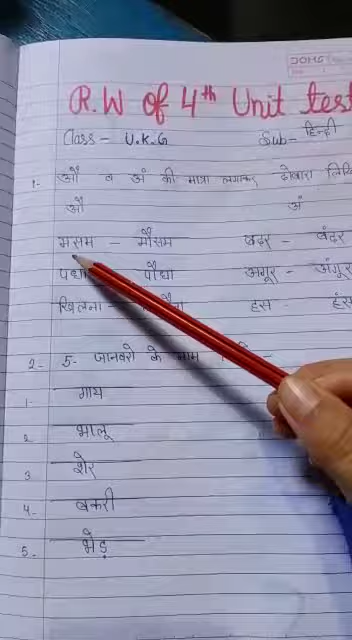 DOMS
R.W of 4th Unit test
Class - U.K.G Sub - हिन्दी
1- औ व अं की मात्रा लगाकर दोबारा
औ अं
मसम - मौसम बदर - बंदर
पधा पौधा अगूर - अंगूर
खिलना - हस - हंस
2- 5- जानवरो के नाम
1- गाय
2 भालू
3 शेर
4- बकरी
5- भेड़